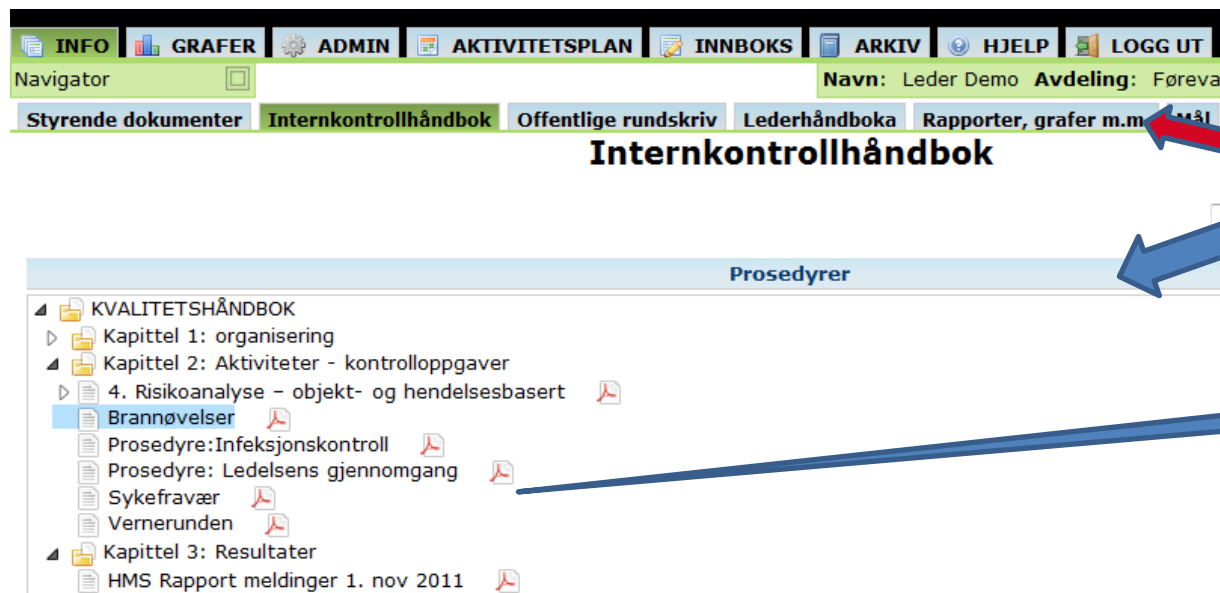 INFO GRAFER ADMIN AKTIVITETSPLAN INNBOKS ARKIV HJELP LOGG UT
Navigator Navn: Leder Demo Avdeling: Føreva
Styrende dokumenter Internkontrollhåndbok Offentlige rundskriv Lederhåndboka Rapporter, grafer m.m Mål
Internkontrollhåndbok
Prosedyrer
KVALITETSHÅNDBOK
Kapittel 1: organisering
Kapittel 2: Aktiviteter - kontrolloppgaver
4. Risikoanalyse – objekt- og hendelsesbasert
Brannøvelser
Prosedyre:Infeksjonskontroll
Prosedyre: Ledelsens gjennomgang
Sykefravær
Vernerunden
Kapittel 3: Resultater
HMS Rapport meldinger 1. nov 2011